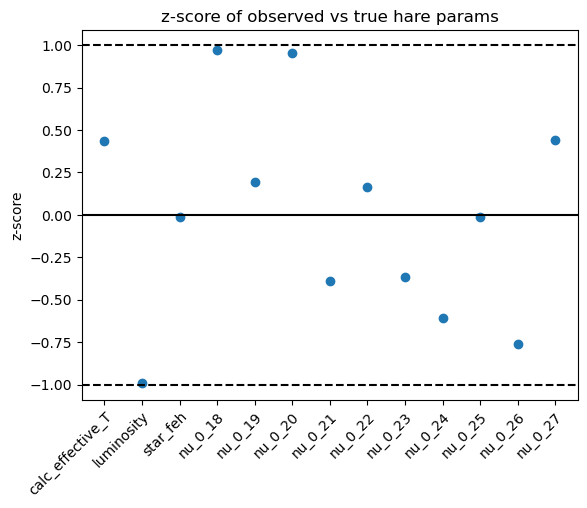 z-score of observed vs true hare params
z-score
1.00
0.75
0.50
0.25
0.00
−0.25
−0.50
−0.75
−1.00
calc_effective_T
luminosity
star_feh
nu_0_18
nu_0_19
nu_0_20
nu_0_21
nu_0_22
nu_0_23
nu_0_24
nu_0_25
nu_0_26
nu_0_27